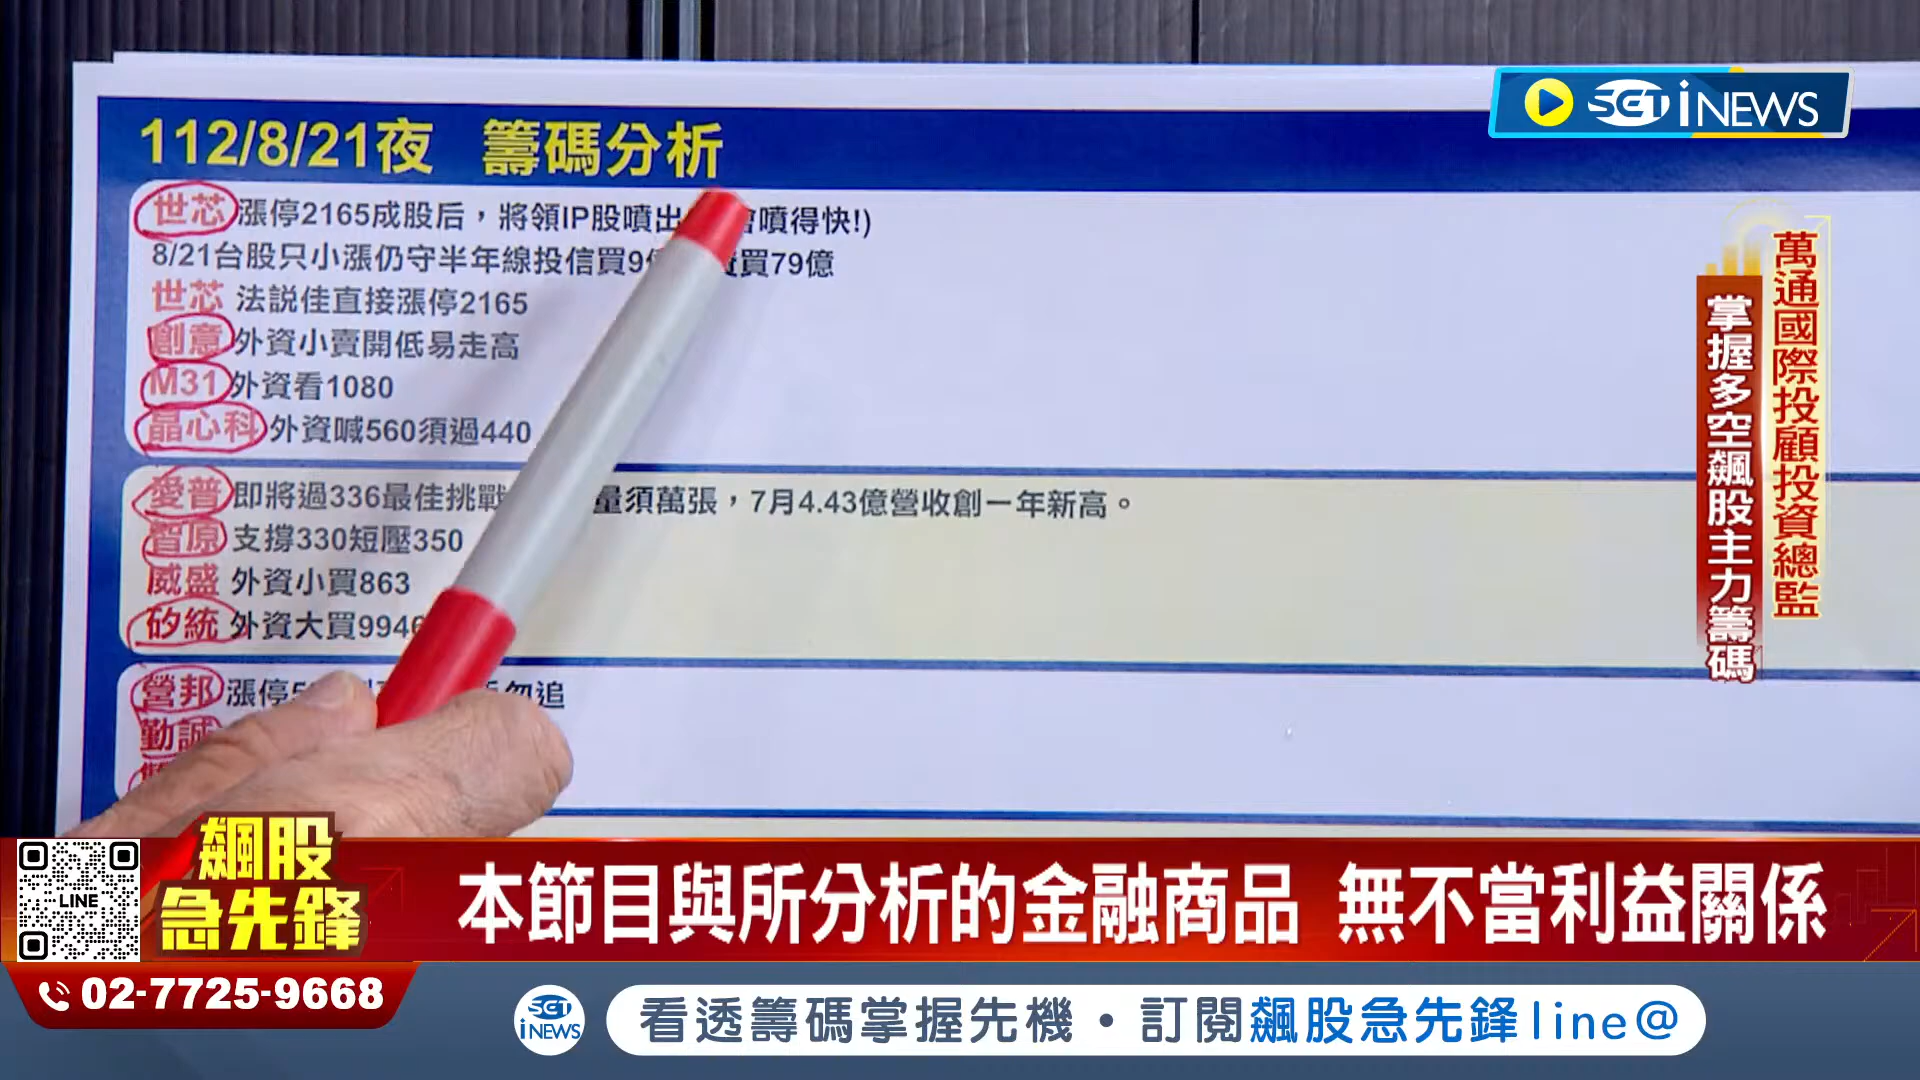 112/8/21夜 籌碼分析
世芯漲停2165成股后，將領IP股噴出 會噴得快!)
8/21台股只小漲仍守半年線投信買9 買79億
世芯 法說佳直接漲停2165
創意 外資小賣開低易走高
M31 外資看1080
晶心科 外資喊560須過440
愛普 即將過336最佳挑戰 量須萬張，7月4.43億營收創一年新高。
智原 支撐330短壓350
威盛 外資小買863
矽統 外資大買9946
營邦 漲停 勿追
勤誠
SET iNEWS
萬通國際投顧投資總監
掌握多空飆股主力籌碼
LINE
飆股
急先鋒
本節目與所分析的金融商品 無不當利益關係
02-7725-9668
SET iNEWS
看透籌碼掌握先機•訂閱飆股急先鋒line@